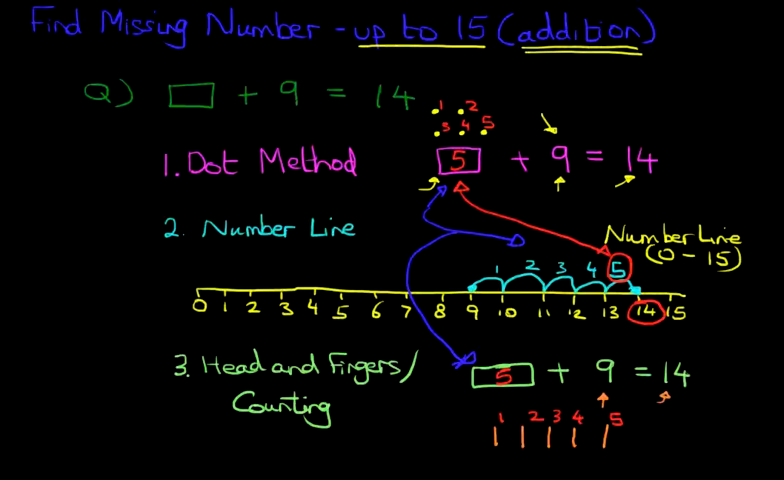 Find Missing Number - up to 15 (addition)
Q) □ + 9 = 14
1 2
3 4 5
1. Dot Method 5 + 9 = 14
2. Number Line
Number Line
(0 - 15)
1 2 3 4 5
0 1 2 3 4 5 6 7 8 9 10 11 12 13 14 15
3. Head and Fingers/
Counting
5 + 9 = 14
1 2 3 4 5